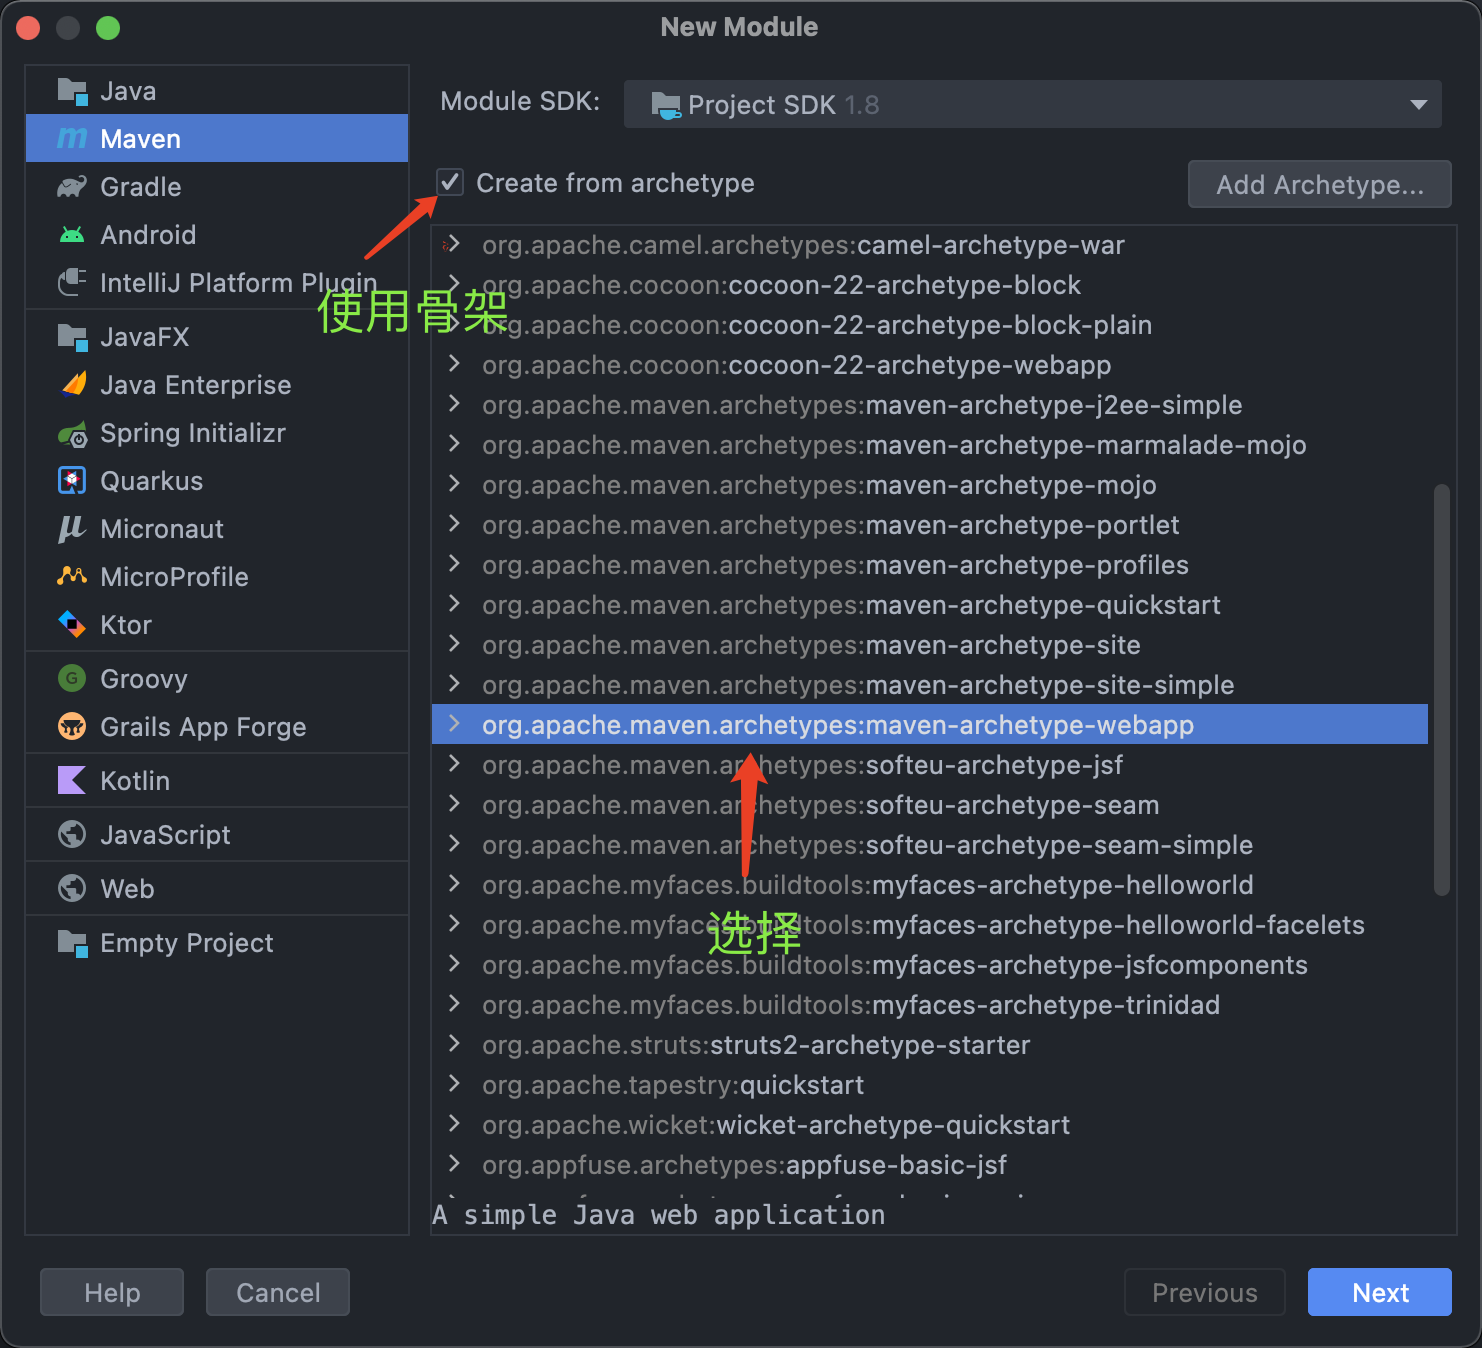 New Module
Java
Maven
Gradle
Android
IntelliJ Platform Plugin
JavaFX
Java Enterprise
Spring Initializr
Quarkus
Micronaut
MicroProfile
Ktor
Groovy
Grails App Forge
Kotlin
JavaScript
Web
Empty Project
Module SDK: Project SDK 1.8
Create from archetype
Add Archetype...
使用骨架
org.apache.camel.archetypes:camel-archetype-war
org.apache.cocoon:cocoon-22-archetype-block
org.apache.cocoon:cocoon-22-archetype-block-plain
org.apache.cocoon:cocoon-22-archetype-webapp
org.apache.maven.archetypes:maven-archetype-j2ee-simple
org.apache.maven.archetypes:maven-archetype-marmalade-mojo
org.apache.maven.archetypes:maven-archetype-mojo
org.apache.maven.archetypes:maven-archetype-portlet
org.apache.maven.archetypes:maven-archetype-profiles
org.apache.maven.archetypes:maven-archetype-quickstart
org.apache.maven.archetypes:maven-archetype-site
org.apache.maven.archetypes:maven-archetype-site-simple
org.apache.maven.archetypes:maven-archetype-webapp
org.apache.maven.archetypes:softeu-archetype-jsf
org.apache.maven.archetypes:softeu-archetype-seam
org.apache.maven.archetypes:softeu-archetype-seam-simple
org.apache.myfaces.buildtools:myfaces-archetype-helloworld
org.apache.myfaces.buildtools:myfaces-archetype-helloworld-facelets
选择
org.apache.myfaces.buildtools:myfaces-archetype-jsfcomponents
org.apache.myfaces.buildtools:myfaces-archetype-trinidad
org.apache.struts:struts2-archetype-starter
org.apache.tapestry:quickstart
org.apache.wicket:wicket-archetype-quickstart
org.appfuse.archetypes:appfuse-basic-jsf
A simple Java web application
Help
Cancel
Previous
Next